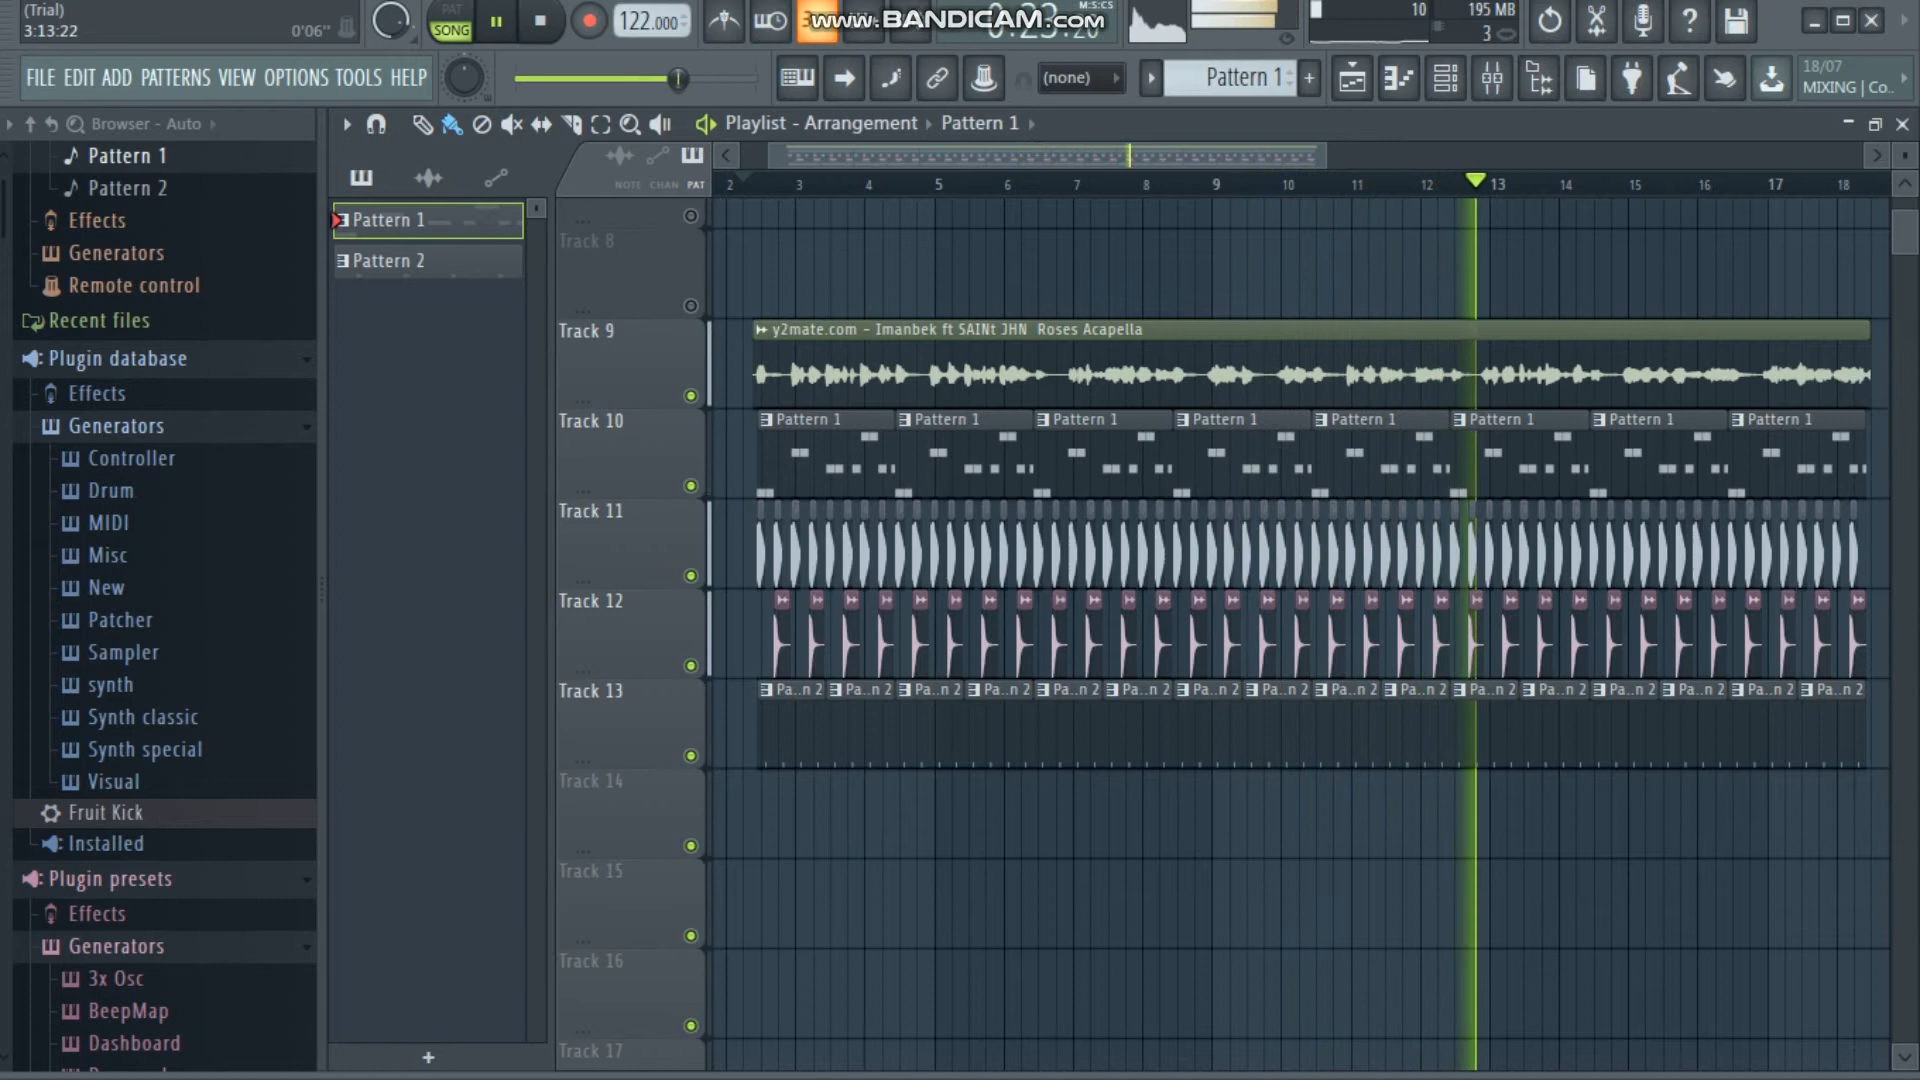 (Trial)
3:13:22
0'06"
PAT
SONG
122.000
www.BANDICAM.com
M:S:CS
10
195 MB
3
FILE EDIT ADD PATTERNS VIEW OPTIONS TOOLS HELP
(none)
Pattern 1
18/07
MIXING | Co..
Browser - Auto
Pattern 1
Pattern 2
Effects
Generators
Remote control
Recent files
Plugin database
Effects
Generators
Controller
Drum
MIDI
Misc
New
Patcher
Sampler
synth
Synth classic
Synth special
Visual
Fruit Kick
Installed
Plugin presets
Effects
Generators
3x Osc
BeepMap
Dashboard
Pattern 1
Pattern 2
+
Playlist - Arrangement
Pattern 1
NOTE CHAN PAT
2 3 4 5 6 7 8 9 10 11 12 13 14 15 16 17 18
Track 8
Track 9
y2mate.com - Imanbek ft SAINt JHN Roses Acapella
Track 10
Pattern 1 Pattern 1 Pattern 1 Pattern 1 Pattern 1 Pattern 1 Pattern 1 Pattern 1
Track 11
Track 12
Track 13
Pa..n 2 Pa..n 2 Pa..n 2 Pa..n 2 Pa..n 2 Pa..n 2 Pa..n 2 Pa..n 2 Pa..n 2 Pa..n 2 Pa..n 2 Pa..n 2 Pa..n 2 Pa..n 2 Pa..n 2 Pa..n 2
Track 14
Track 15
Track 16
Track 17